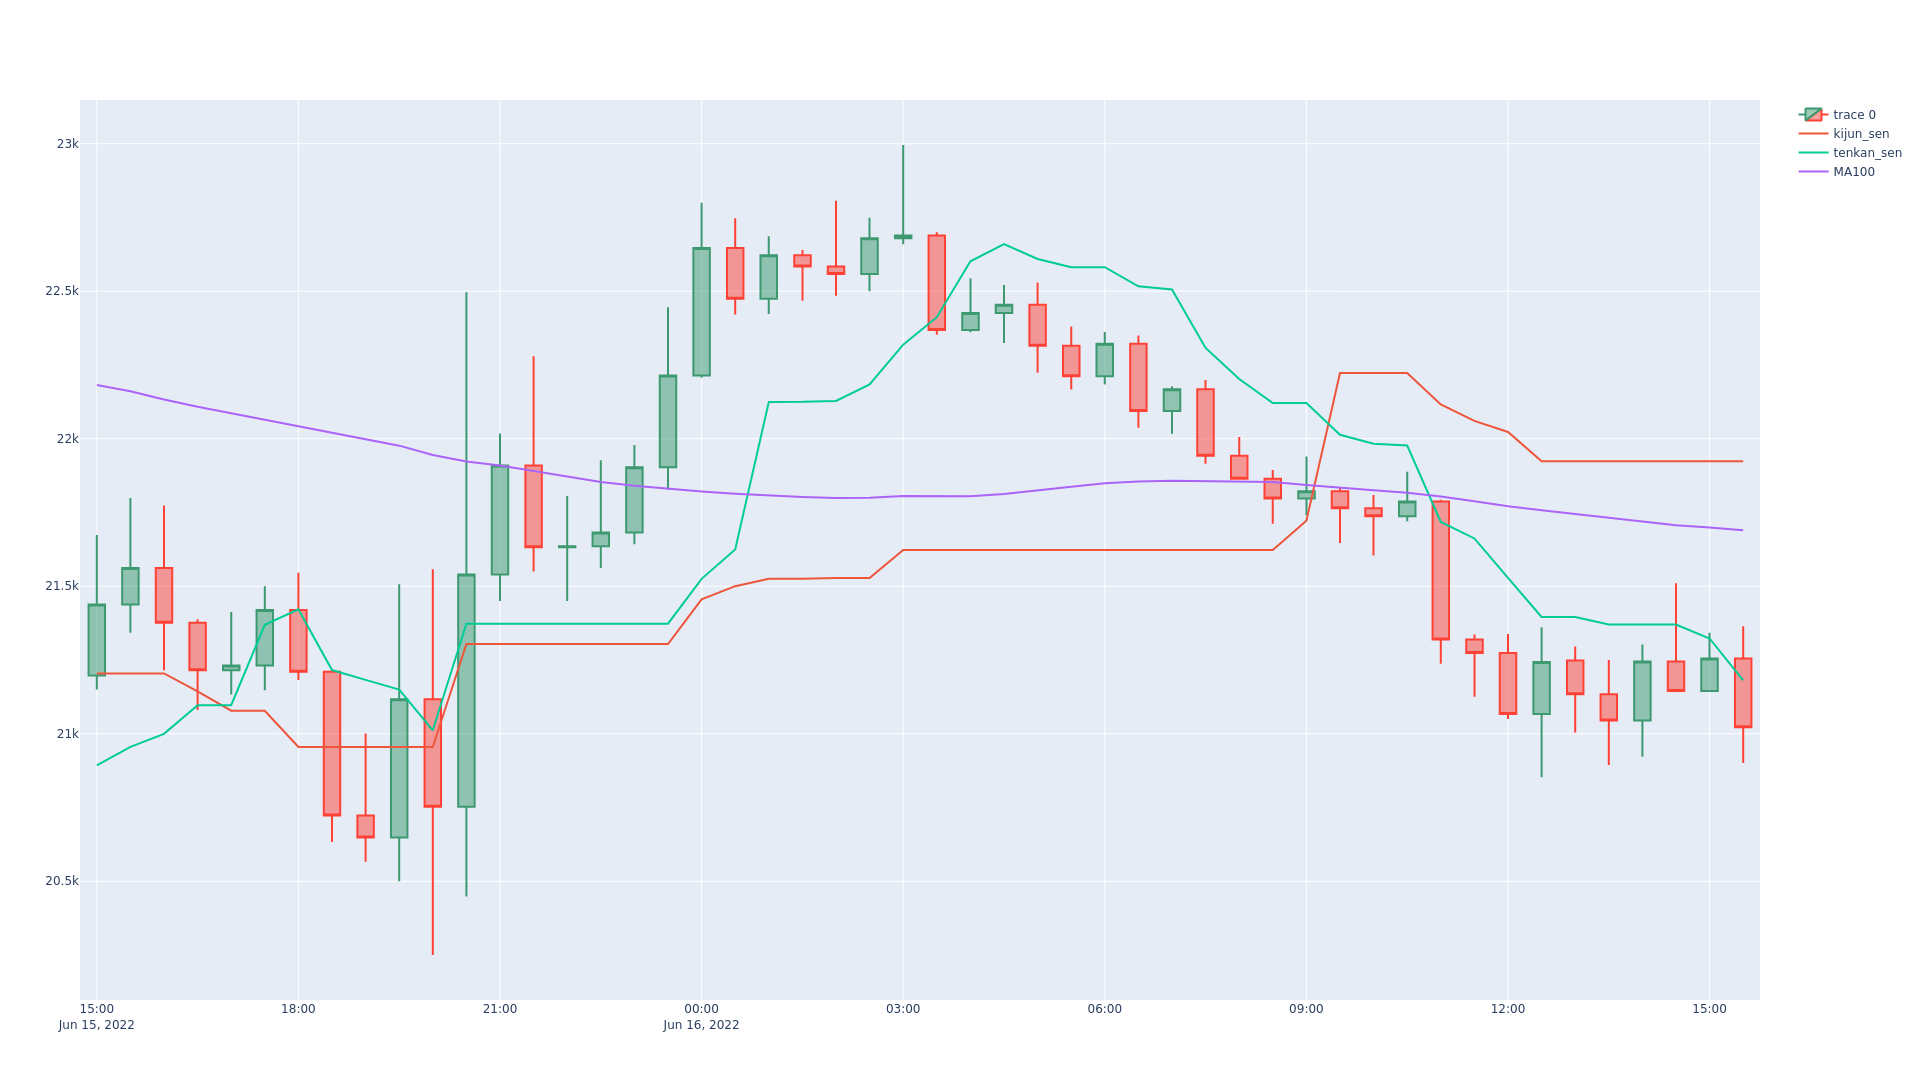 23k
22.5k
22k
21.5k
21k
20.5k
15:00
Jun 15, 2022
18:00
21:00
00:00
Jun 16, 2022
03:00
06:00
09:00
12:00
15:00
trace 0
kijun_sen
tenkan_sen
MA100